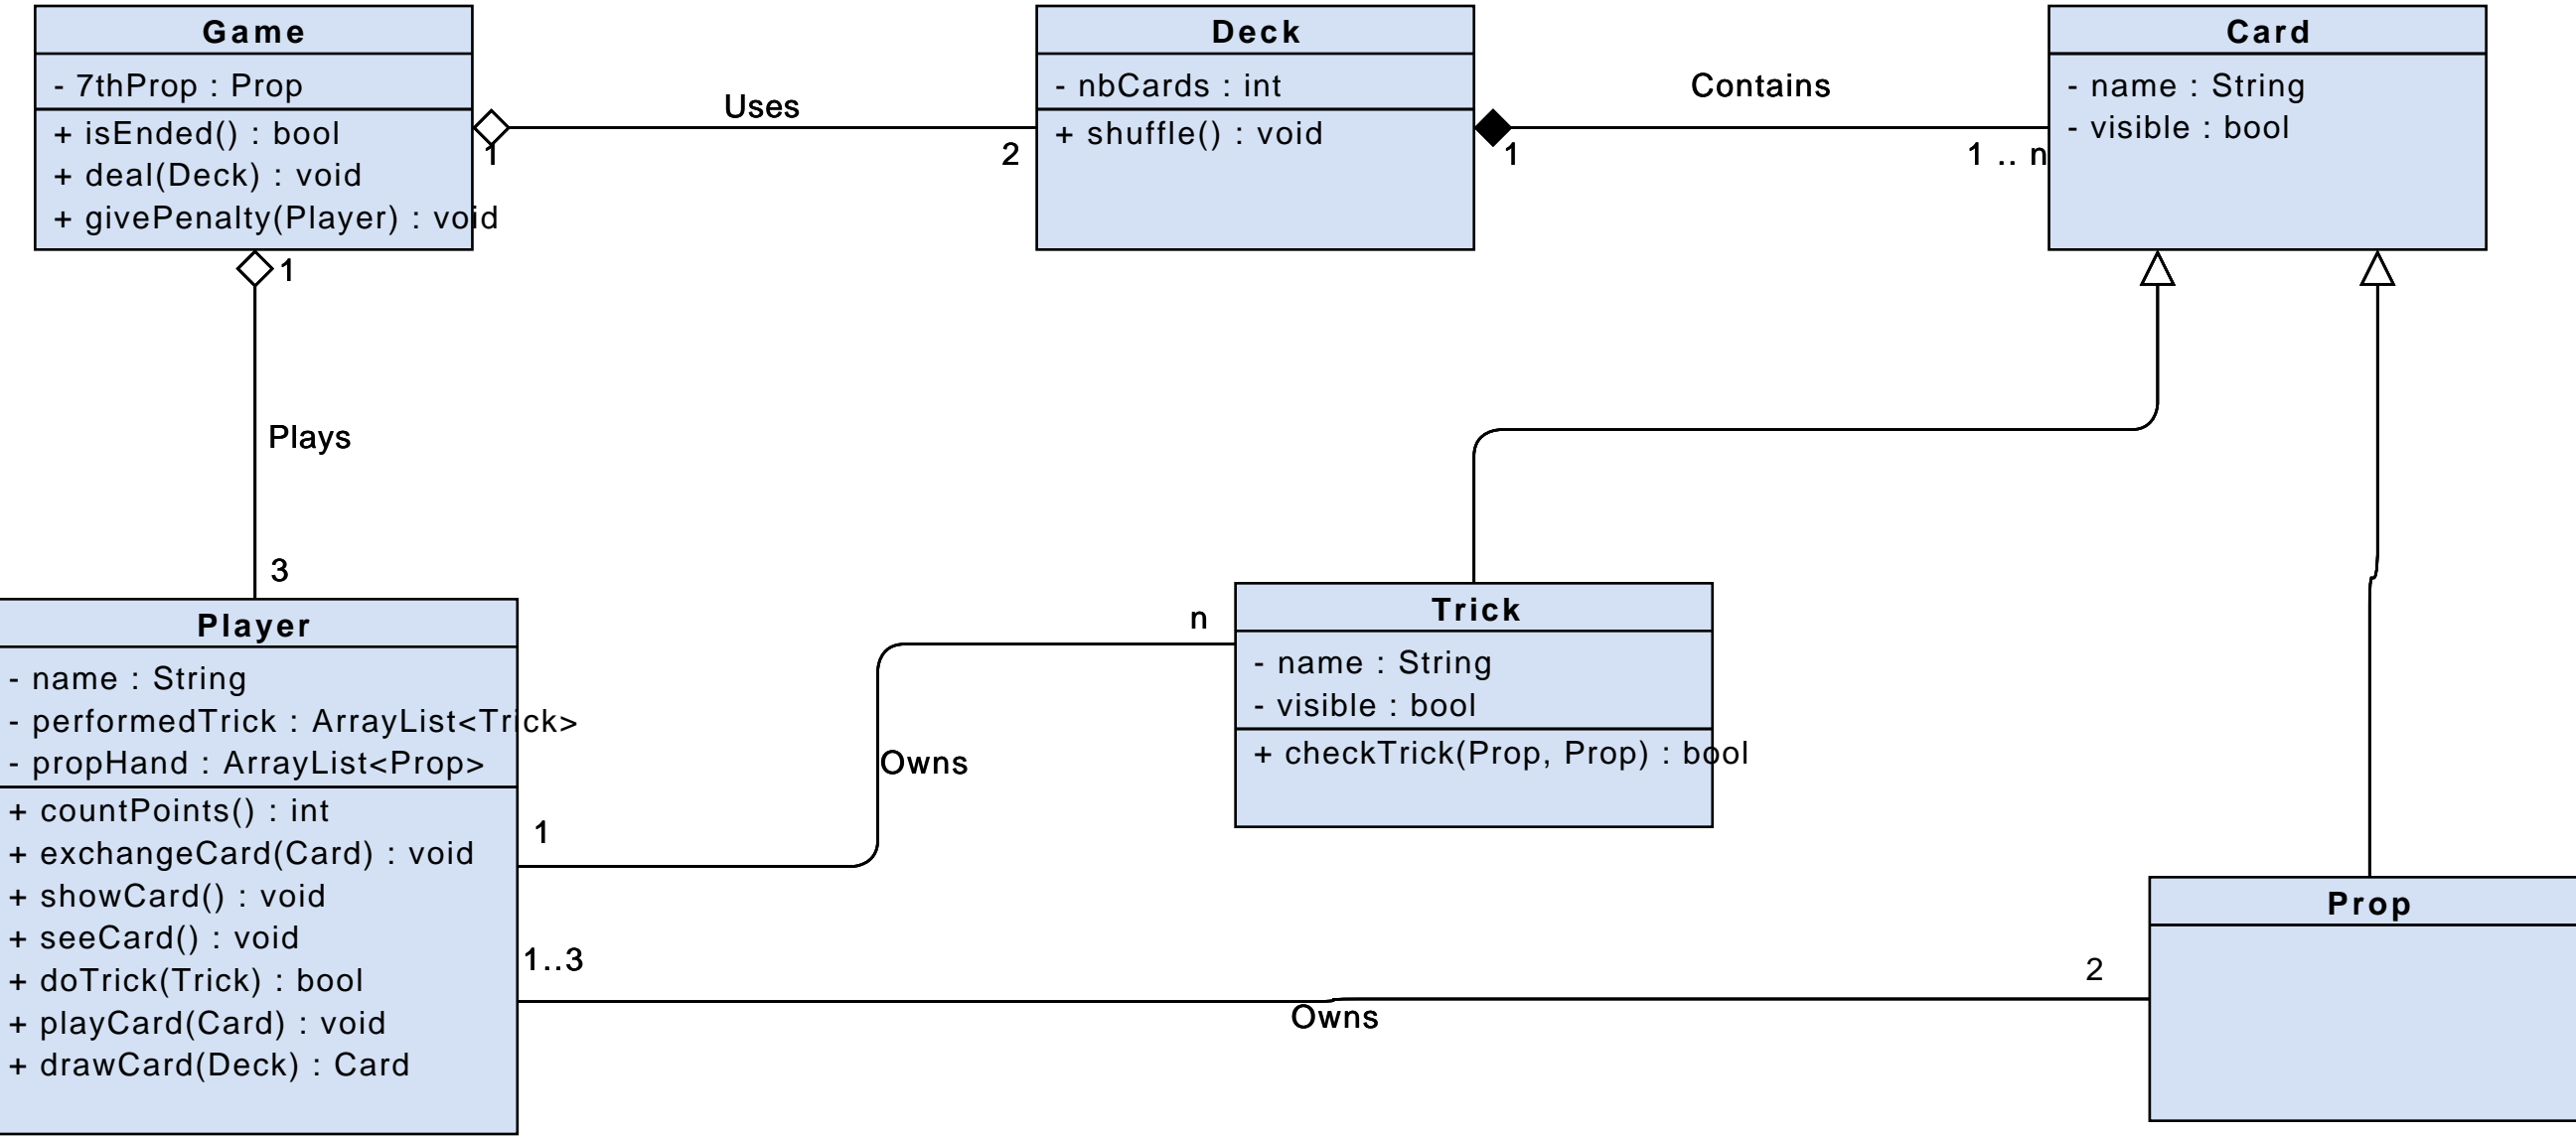 Game
- 7thProp : Prop
+ isEnded() : bool
+ deal(Deck) : void
+ givePenalty(Player) : void
Uses
1
2
Deck
- nbCards : int
+ shuffle() : void
Contains
1
1 .. n
Card
- name : String
- visible : bool
1
Plays
3
Player
- name : String
- performedTrick : ArrayList<Trick>
- propHand : ArrayList<Prop>
+ countPoints() : int
+ exchangeCard(Card) : void
+ showCard() : void
+ seeCard() : void
+ doTrick(Trick) : bool
+ playCard(Card) : void
+ drawCard(Deck) : Card
n
Owns
1
Trick
- name : String
- visible : bool
+ checkTrick(Prop, Prop) : bool
1..3
Owns
2
Prop